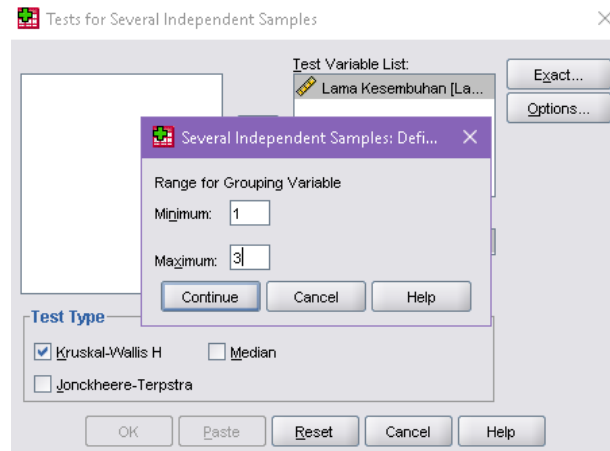 Tests for Several Independent Samples
Test Variable List:
Lama Kesembuhan [La...
Exact...
Options...
Several Independent Samples: Defi...
Range for Grouping Variable
Minimum: 1
Maximum: 3
Continue Cancel Help
Test Type
Kruskal-Wallis H Median
Jonckheere-Terpstra
OK Paste Reset Cancel Help